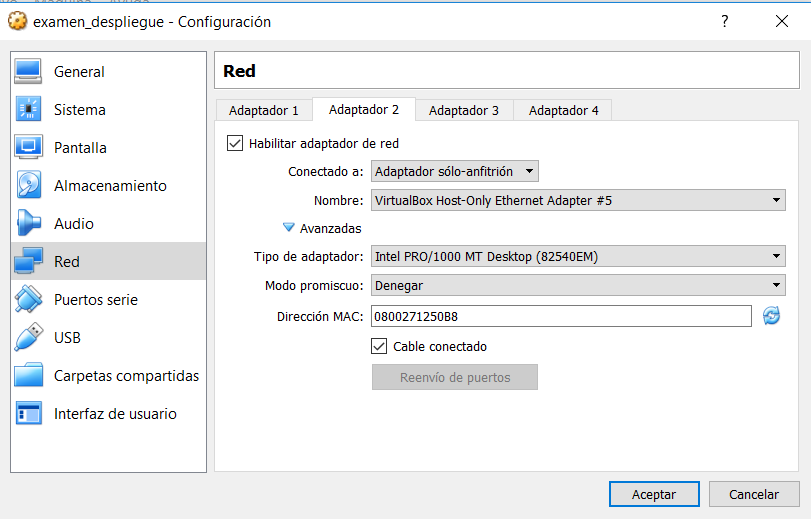 examen_despliegue - Configuración
?
General
Sistema
Pantalla
Almacenamiento
Audio
Red
Puertos serie
USB
Carpetas compartidas
Interfaz de usuario
Red
Adaptador 1 Adaptador 2 Adaptador 3 Adaptador 4
Habilitar adaptador de red
Conectado a: Adaptador sólo-anfitrión
Nombre: VirtualBox Host-Only Ethernet Adapter #5
Avanzadas
Tipo de adaptador: Intel PRO/1000 MT Desktop (82540EM)
Modo promiscuo: Denegar
Dirección MAC: 0800271250B8
Cable conectado
Reenvío de puertos
Aceptar Cancelar